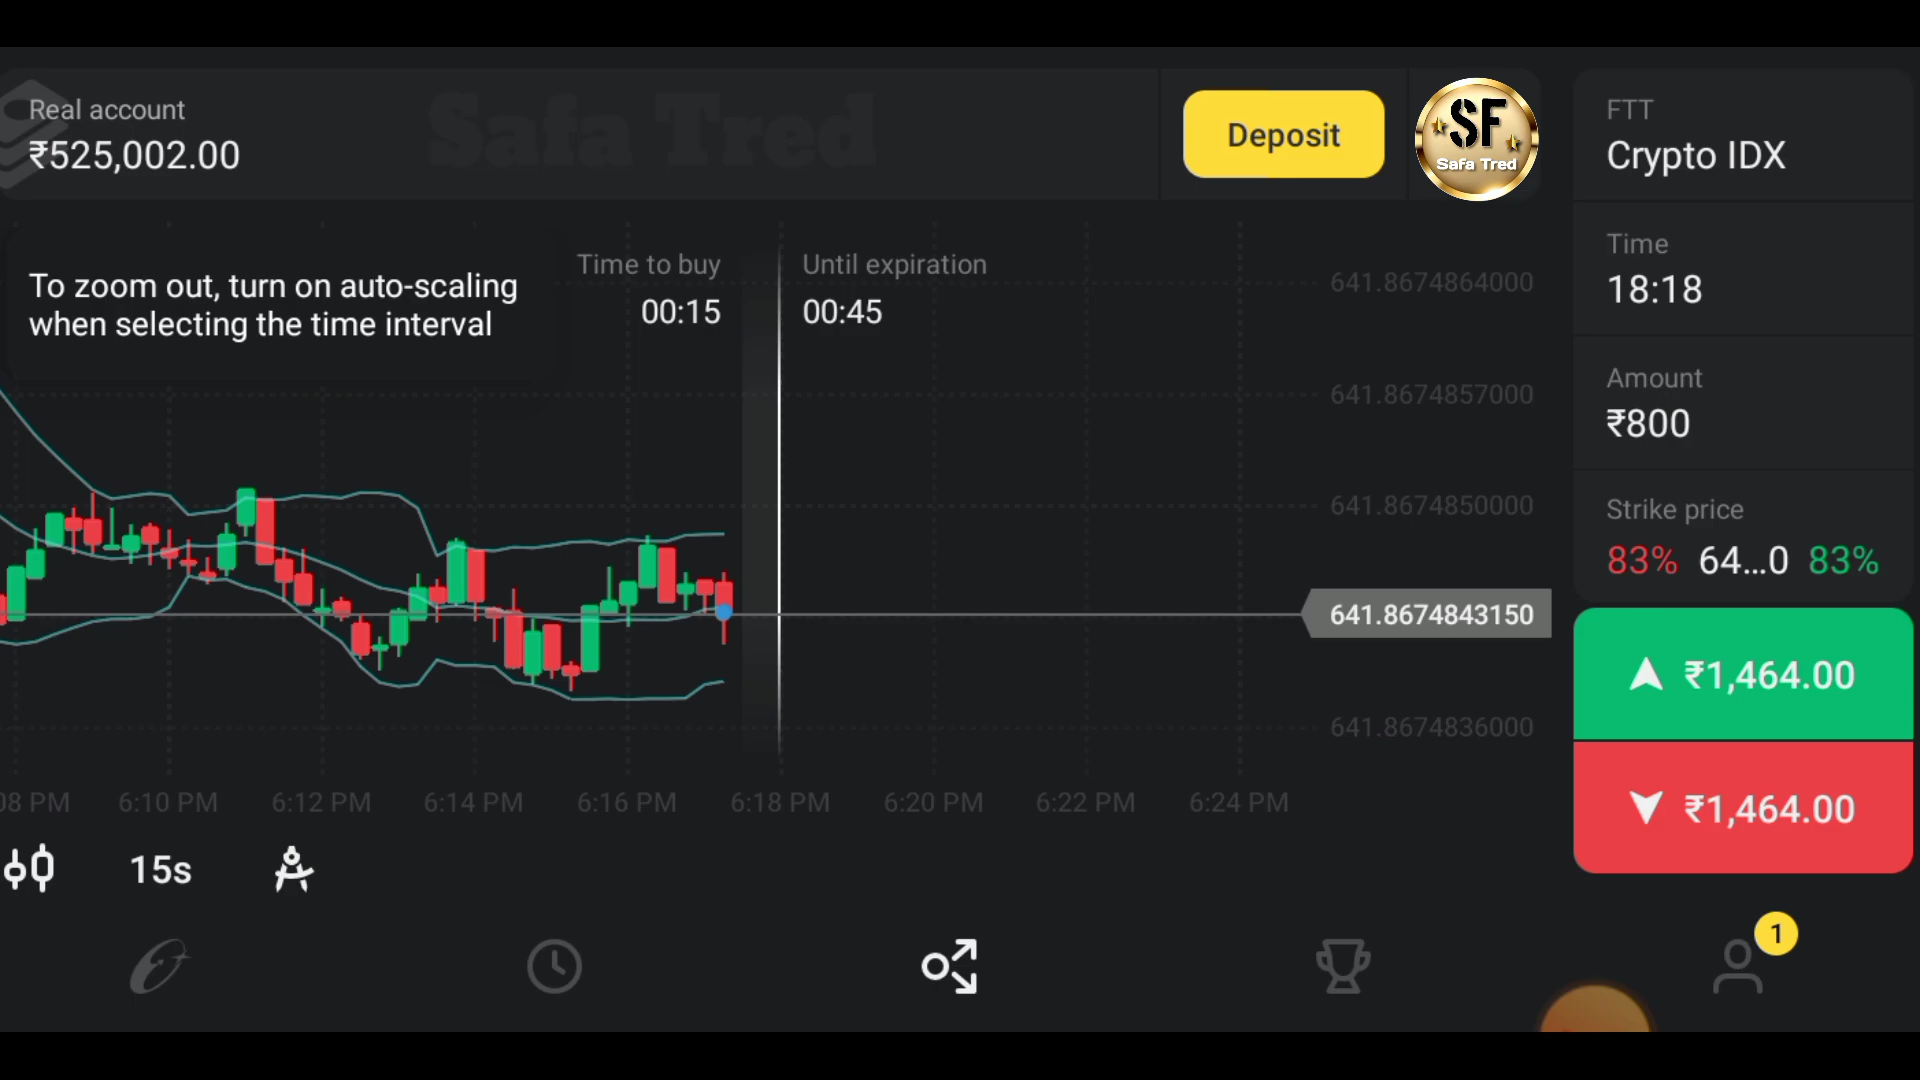 Real account
₹525,002.00
Safa Tred
Deposit
SF
Safa Tred
FTT
Crypto IDX
To zoom out, turn on auto-scaling
when selecting the time interval
Time to buy
00:15
Until expiration
00:45
Time
18:18
Amount
₹800
Strike price
83% 64...0 83%
641.8674864000
641.8674857000
641.8674850000
641.8674843150
641.8674836000
₹1,464.00
₹1,464.00
08 PM 6:10 PM 6:12 PM 6:14 PM 6:16 PM 6:18 PM 6:20 PM 6:22 PM 6:24 PM
15s
1